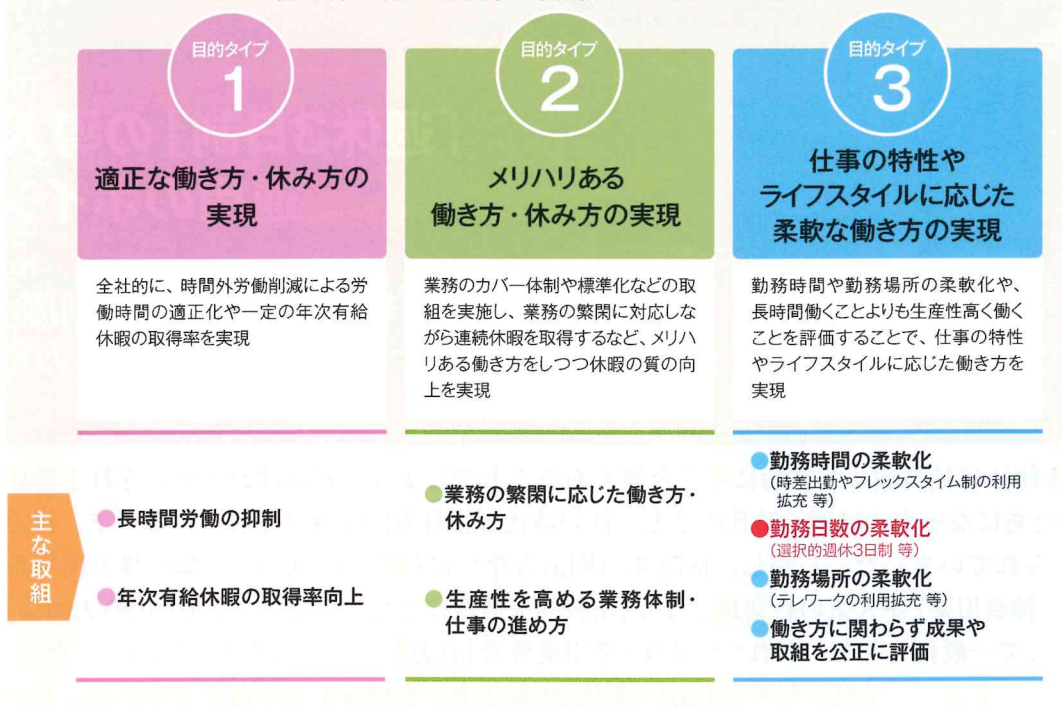 目的タイプ
1
適正な働き方・休み方の
実現
全社的に、時間外労働削減による労
働時間の適正化や一定の年次有給
休暇の取得率を実現
目的タイプ
2
メリハリある
働き方・休み方の実現
業務のカバー体制や標準化などの取
組を実施し、業務の繁閑に対応しな
がら連続休暇を取得するなど、メリハ
リある働き方をしつつ休暇の質の向
上を実現
目的タイプ
3
仕事の特性や
ライフスタイルに応じた
柔軟な働き方の実現
勤務時間や勤務場所の柔軟化や、
長時間働くことよりも生産性高く働く
ことを評価することで、仕事の特性
やライフスタイルに応じた働き方を
実現
主な取組
●長時間労働の抑制
●年次有給休暇の取得率向上
●業務の繁閑に応じた働き方・
休み方
●生産性を高める業務体制・
仕事の進め方
●勤務時間の柔軟化
(時差出勤やフレックスタイム制の利用
拡充 等)
●勤務日数の柔軟化
(選択的週休3日制 等)
●勤務場所の柔軟化
(テレワークの利用拡充 等)
●働き方に関わらず成果や
取組を公正に評価